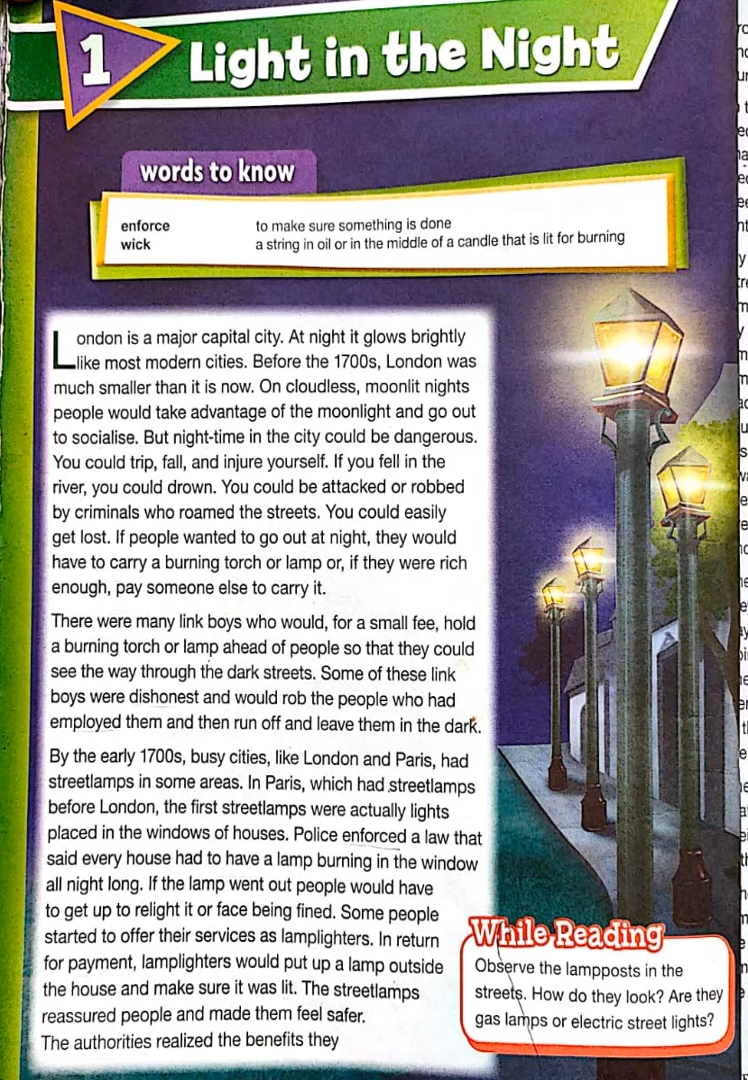 1 Light in the Night
words to know
enforce to make sure something is done
wick a string in oil or in the middle of a candle that is lit for burning
London is a major capital city. At night it glows brightly
like most modern cities. Before the 1700s, London was
much smaller than it is now. On cloudless, moonlit nights
people would take advantage of the moonlight and go out
to socialise. But night-time in the city could be dangerous.
You could trip, fall, and injure yourself. If you fell in the
river, you could drown. You could be attacked or robbed
by criminals who roamed the streets. You could easily
get lost. If people wanted to go out at night, they would
have to carry a burning torch or lamp or, if they were rich
enough, pay someone else to carry it.
There were many link boys who would, for a small fee, hold
a burning torch or lamp ahead of people so that they could
see the way through the dark streets. Some of these link
boys were dishonest and would rob the people who had
employed them and then run off and leave them in the dark.
By the early 1700s, busy cities, like London and Paris, had
streetlamps in some areas. In Paris, which had streetlamps
before London, the first streetlamps were actually lights
placed in the windows of houses. Police enforced a law that
said every house had to have a lamp burning in the window
all night long. If the lamp went out people would have
to get up to relight it or face being fined. Some people
started to offer their services as lamplighters. In return
for payment, lamplighters would put up a lamp outside
the house and make sure it was lit. The streetlamps
reassured people and made them feel safer.
The authorities realized the benefits they
While Reading
Observe the lampposts in the
streets. How do they look? Are they
gas lamps or electric street lights?